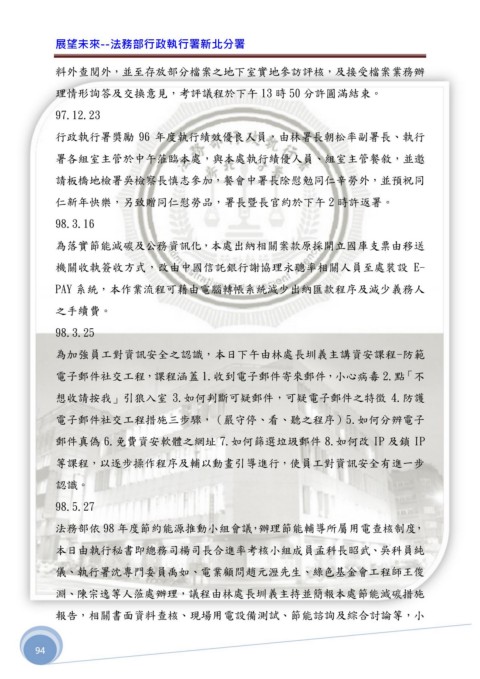 展望未來--法務部行政執行署新北分署
料外查閱外，並至存放部分檔案之地下室實地參訪評核，及接受檔案業務辦
理情形詢答及交換意見，考評議程於下午 13 時 50 分許圓滿結束。
97.12.23
行政執行署獎勵 96 年度執行績效優良人員，由林署長朝松率副署長、執行
署各組室主管於中午蒞臨本處，與本處執行績優人員、組室主管餐敘，並邀
請板橋地檢署吳檢察長慎志參加，餐會中署長除慰勉同仁辛勞外，並預祝同
仁新年快樂，另致贈同仁慰勞品，署長暨長官約於下午 2 時許返署。
98.3.16
為落實節能減碳及公務資訊化，本處出納相關案款原採開立國庫支票由移送
機關收執簽收方式，改由中國信託銀行謝協理永聰率相關人員至處裝設 E-
PAY 系統，本作業流程可藉由電腦轉帳系統減少出納匯款程序及減少義務人
之手續費。
98.3.25
為加強員工對資訊安全之認識，本日下午由林處長圳義主講資安課程-防範
電子郵件社交工程，課程涵蓋 1.收到電子郵件寄來郵件，小心病毒 2.點「不
想收請按我」引狼入室 3.如何判斷可疑郵件，可疑電子郵件之特徵 4.防護
電子郵件社交工程措施三步驟，（嚴守停、看、聽之程序）5.如何分辨電子
郵件真偽 6.免費資安軟體之網址 7.如何篩選垃圾郵件 8.如何改 IP 及鎖 IP
等課程，以逐步操作程序及輔以動畫引導進行，使員工對資訊安全有進一步
認識。
98.5.27
法務部依 98 年度節約能源推動小組會議，辦理節能輔導所屬用電查核制度，
本日由執行秘書即總務司楊司長合進率考核小組成員孟科長昭武、吳科員純
儀、執行署沈專門委員禹如、電業顧問趙元灝先生、綠色基金會工程師王俊
淵、陳宗逸等人蒞處辦理，議程由林處長圳義主持並簡報本處節能減碳措施
報告，相關書面資料查核、現場用電設備測試、節能諮詢及綜合討論等，小
94